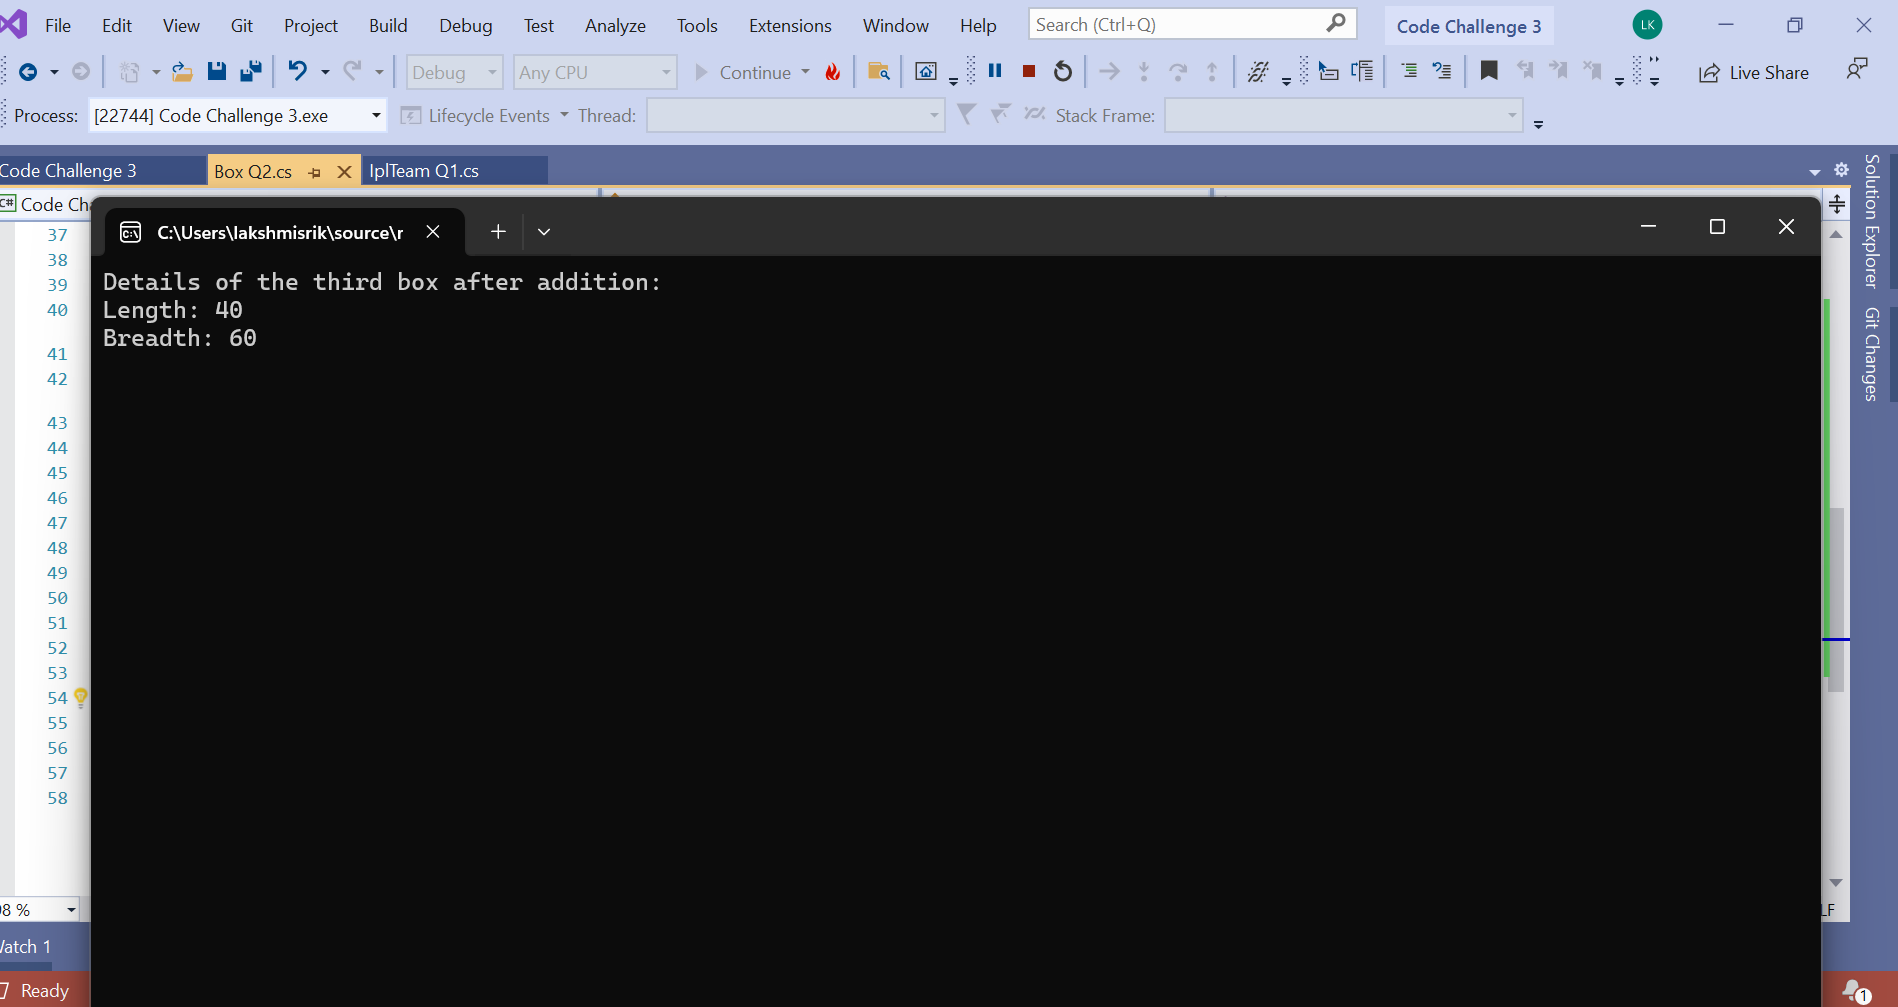 File Edit View Git Project Build Debug Test Analyze Tools Extensions Window Help Search (Ctrl+Q) Code Challenge 3 LK
Debug Any CPU Continue Live Share
Process: [22744] Code Challenge 3.exe Lifecycle Events Thread: Stack Frame:
Code Challenge 3 Box Q2.cs IplTeam Q1.cs
C# Code Cha
C:\Users\lakshmisrik\source\r
Details of the third box after addition:
Length: 40
Breadth: 60
37
38
39
40
41
42
43
44
45
46
47
48
49
50
51
52
53
54
55
56
57
58
Solution Explorer
Git Changes
98 % LF
Watch 1
Ready 1